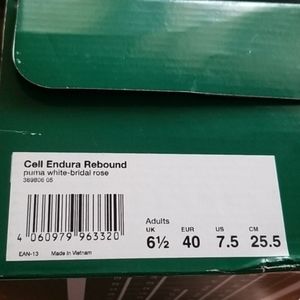 Cell Endura Rebound
puma white-bridal rose
369806 05
Adults
UK EUR US CM
6½ 40 7.5 25.5
4 060979 963320
EAN-13 Made in Vietnam